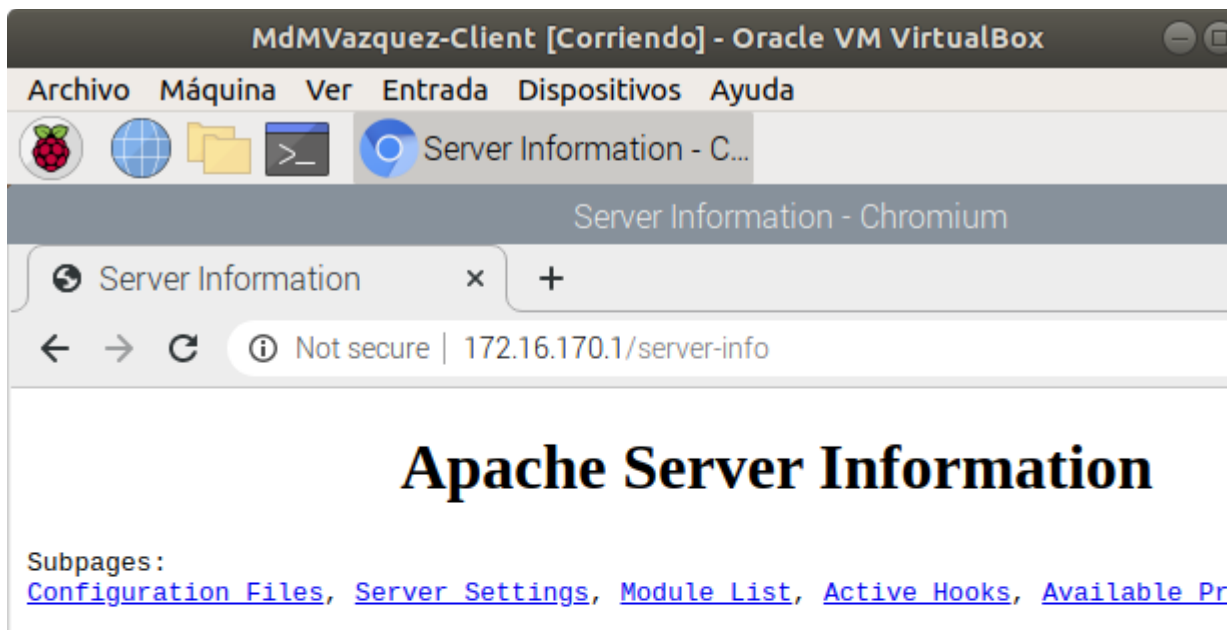 MdMVazquez-Client [Corriendo] - Oracle VM VirtualBox
Archivo Máquina Ver Entrada Dispositivos Ayuda
>_ Server Information - C...
Server Information - Chromium
Server Information × +
Not secure | 172.16.170.1/server-info
Apache Server Information
Subpages:
Configuration Files, Server Settings, Module List, Active Hooks, Available Pr